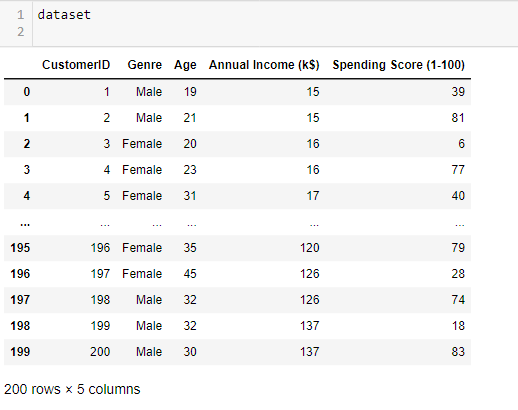 1 dataset
2
CustomerID Genre Age Annual Income (k$) Spending Score (1-100)
0 1 Male 19 15 39
1 2 Male 21 15 81
2 3 Female 20 16 6
3 4 Female 23 16 77
4 5 Female 31 17 40
... ... ... ... ... ...
195 196 Female 35 120 79
196 197 Female 45 126 28
197 198 Male 32 126 74
198 199 Male 32 137 18
199 200 Male 30 137 83
200 rows × 5 columns